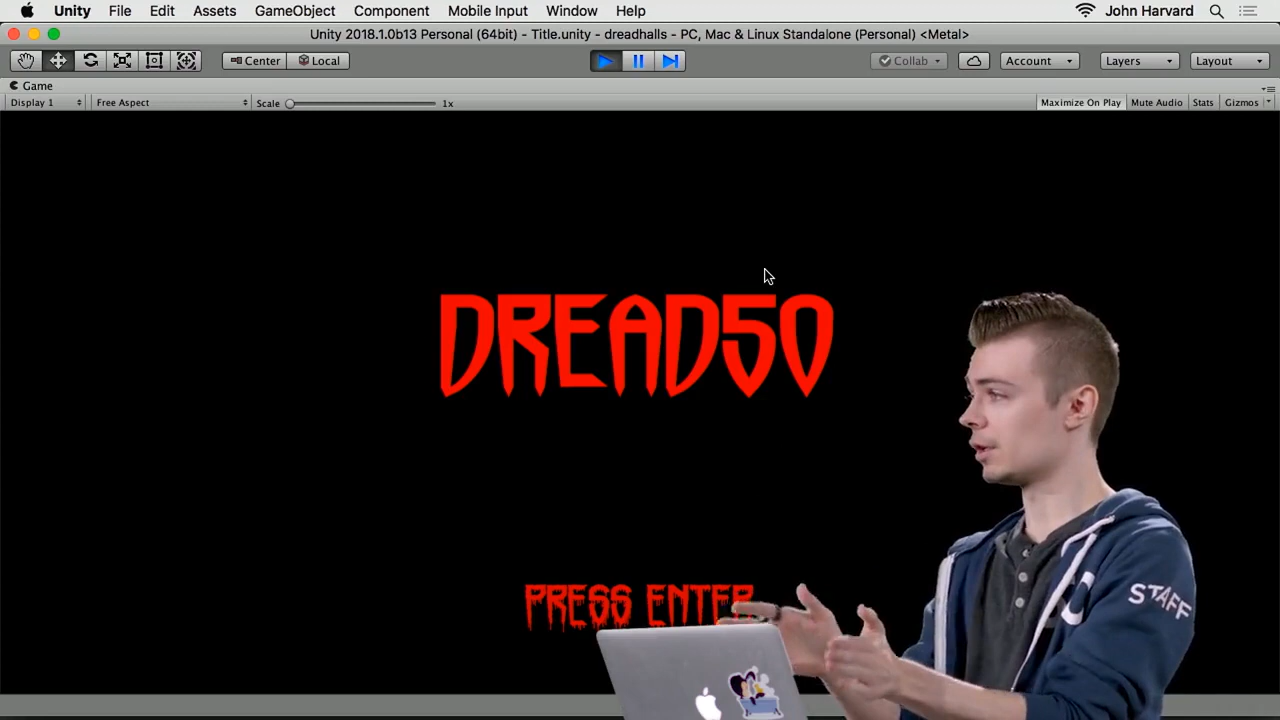 Unity File Edit Assets GameObject Component Mobile Input Window Help John Harvard
Unity 2018.1.0b13 Personal (64bit) - Title.unity - dreadhalls - PC, Mac & Linux Standalone (Personal) <Metal>
Center Local Collab Account Layers Layout
Game
Display 1 Free Aspect Scale 1x Maximize On Play Mute Audio Stats Gizmos
DREAD50
PRESS ENTER
STAFF